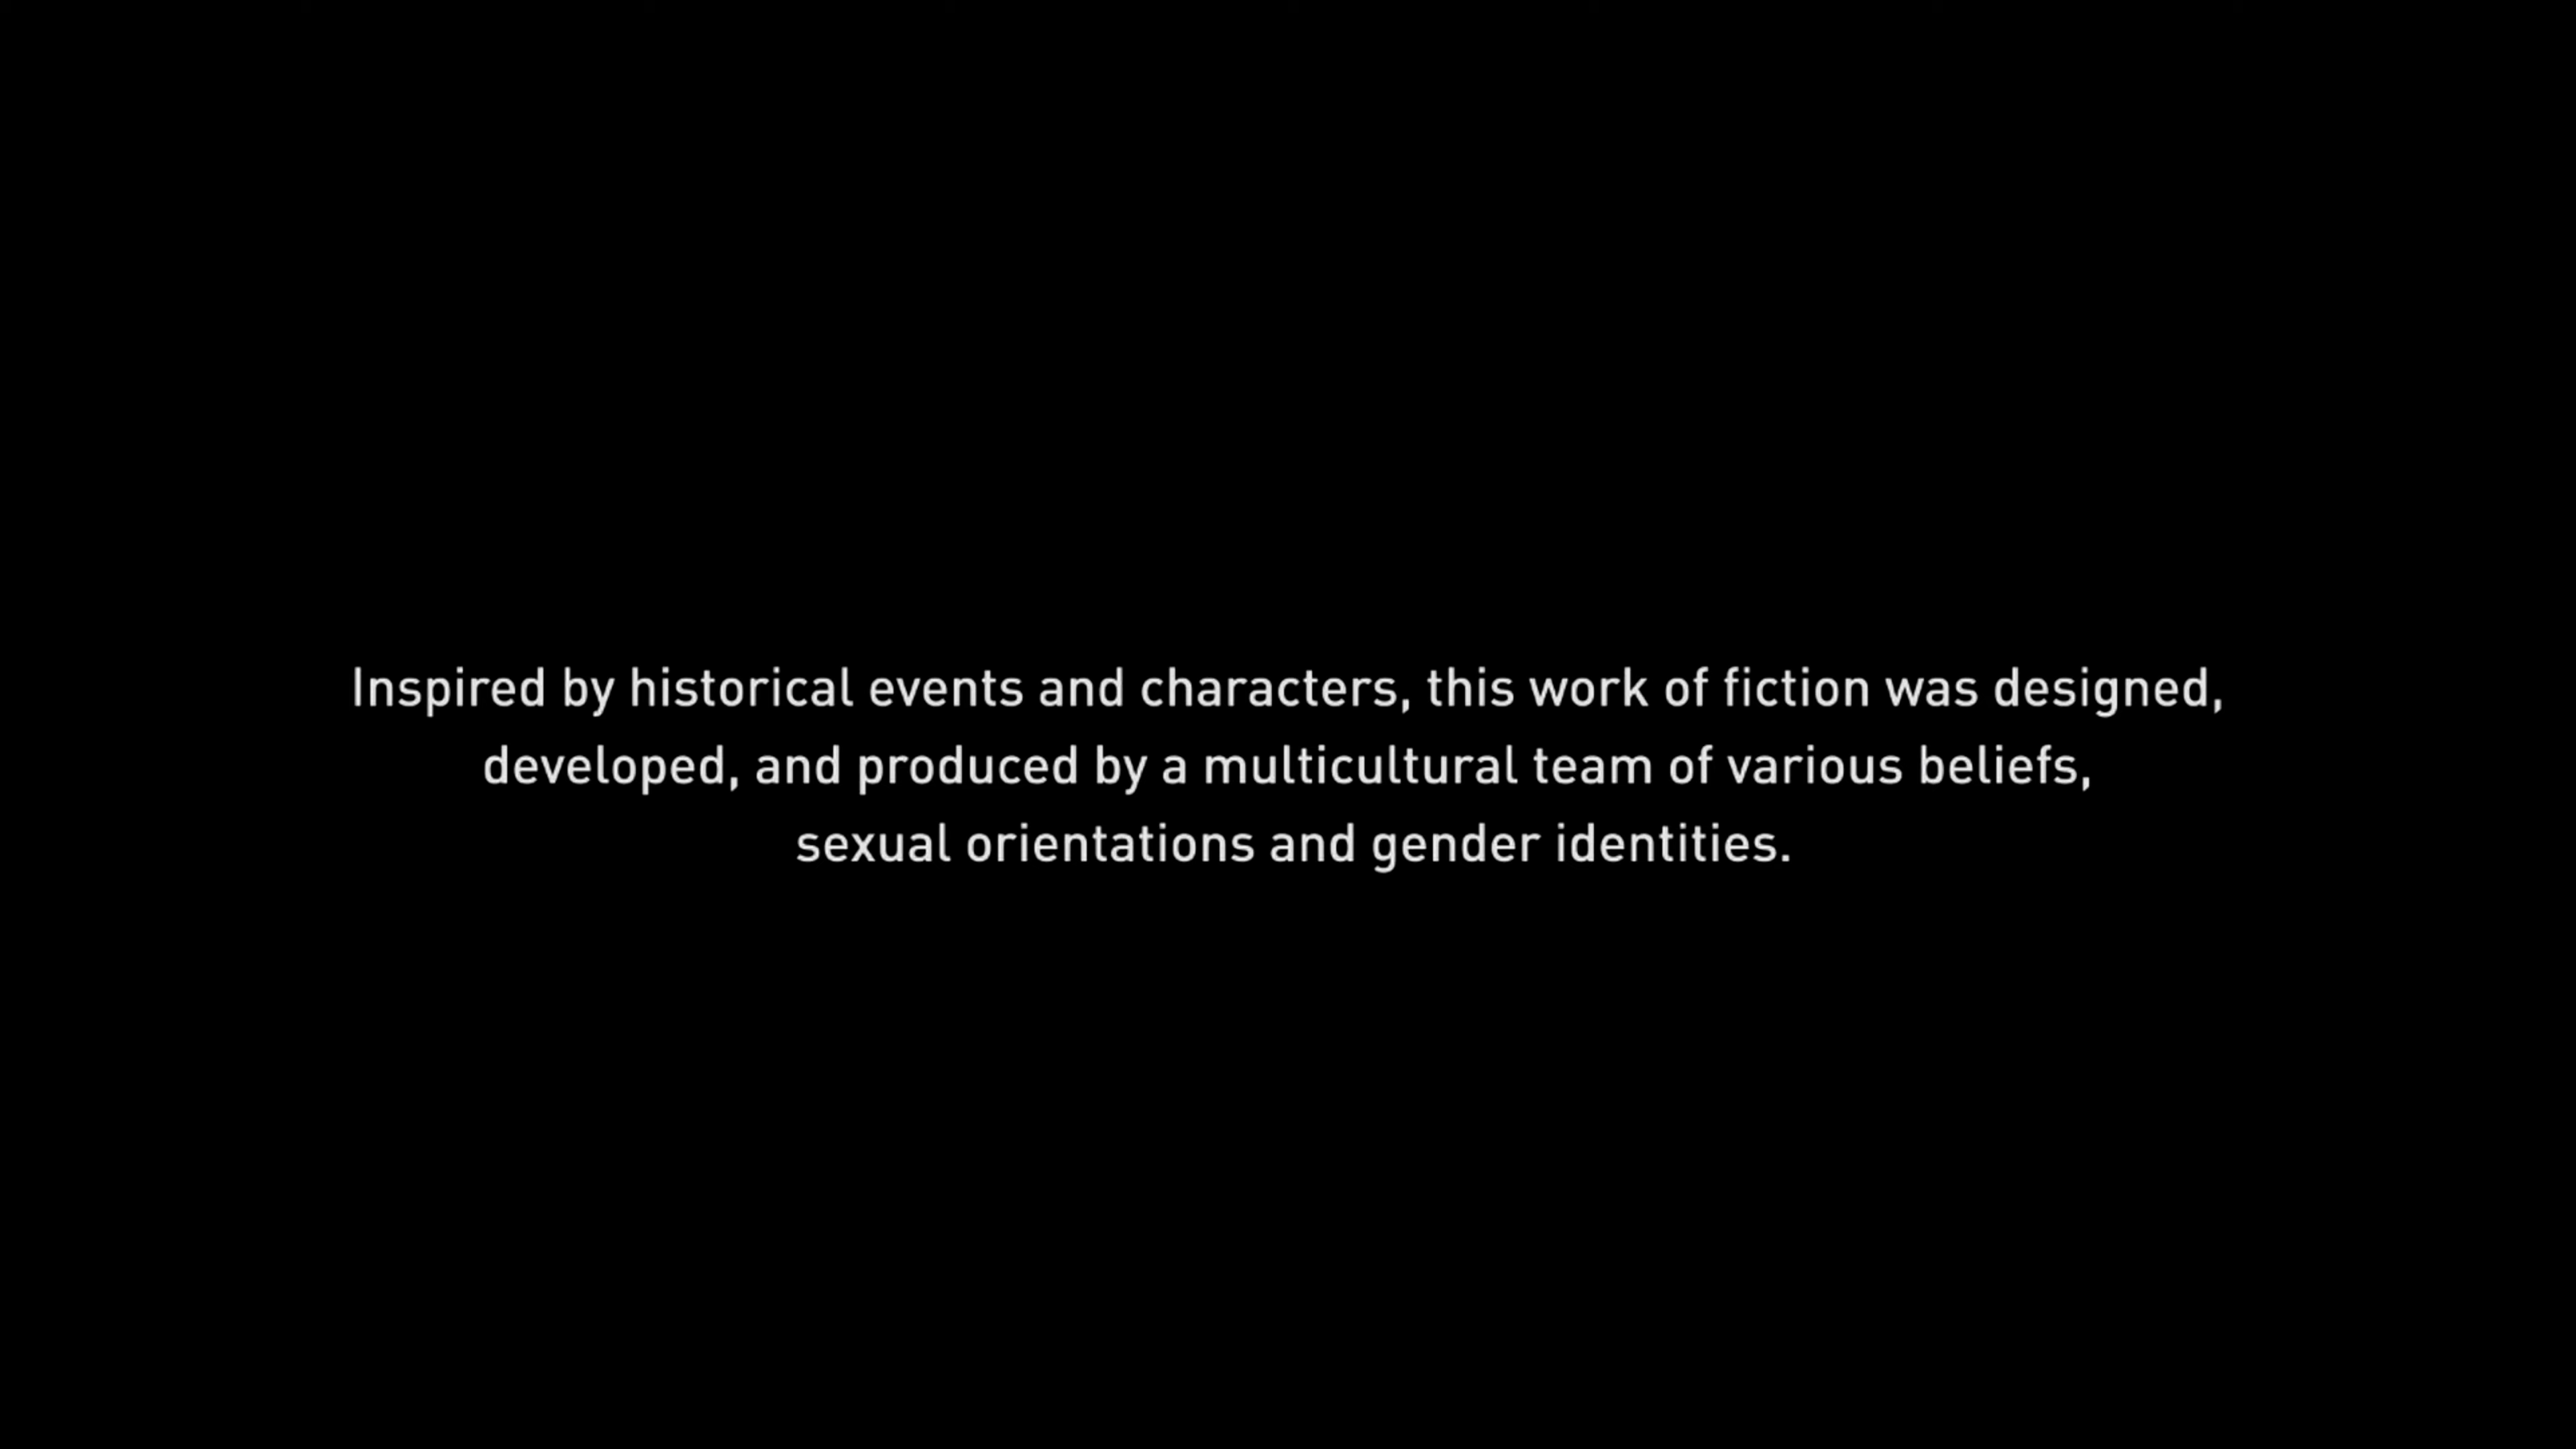 Inspired by historical events and characters, this work of fiction was designed,
developed, and produced by a multicultural team of various beliefs,
sexual orientations and gender identities.